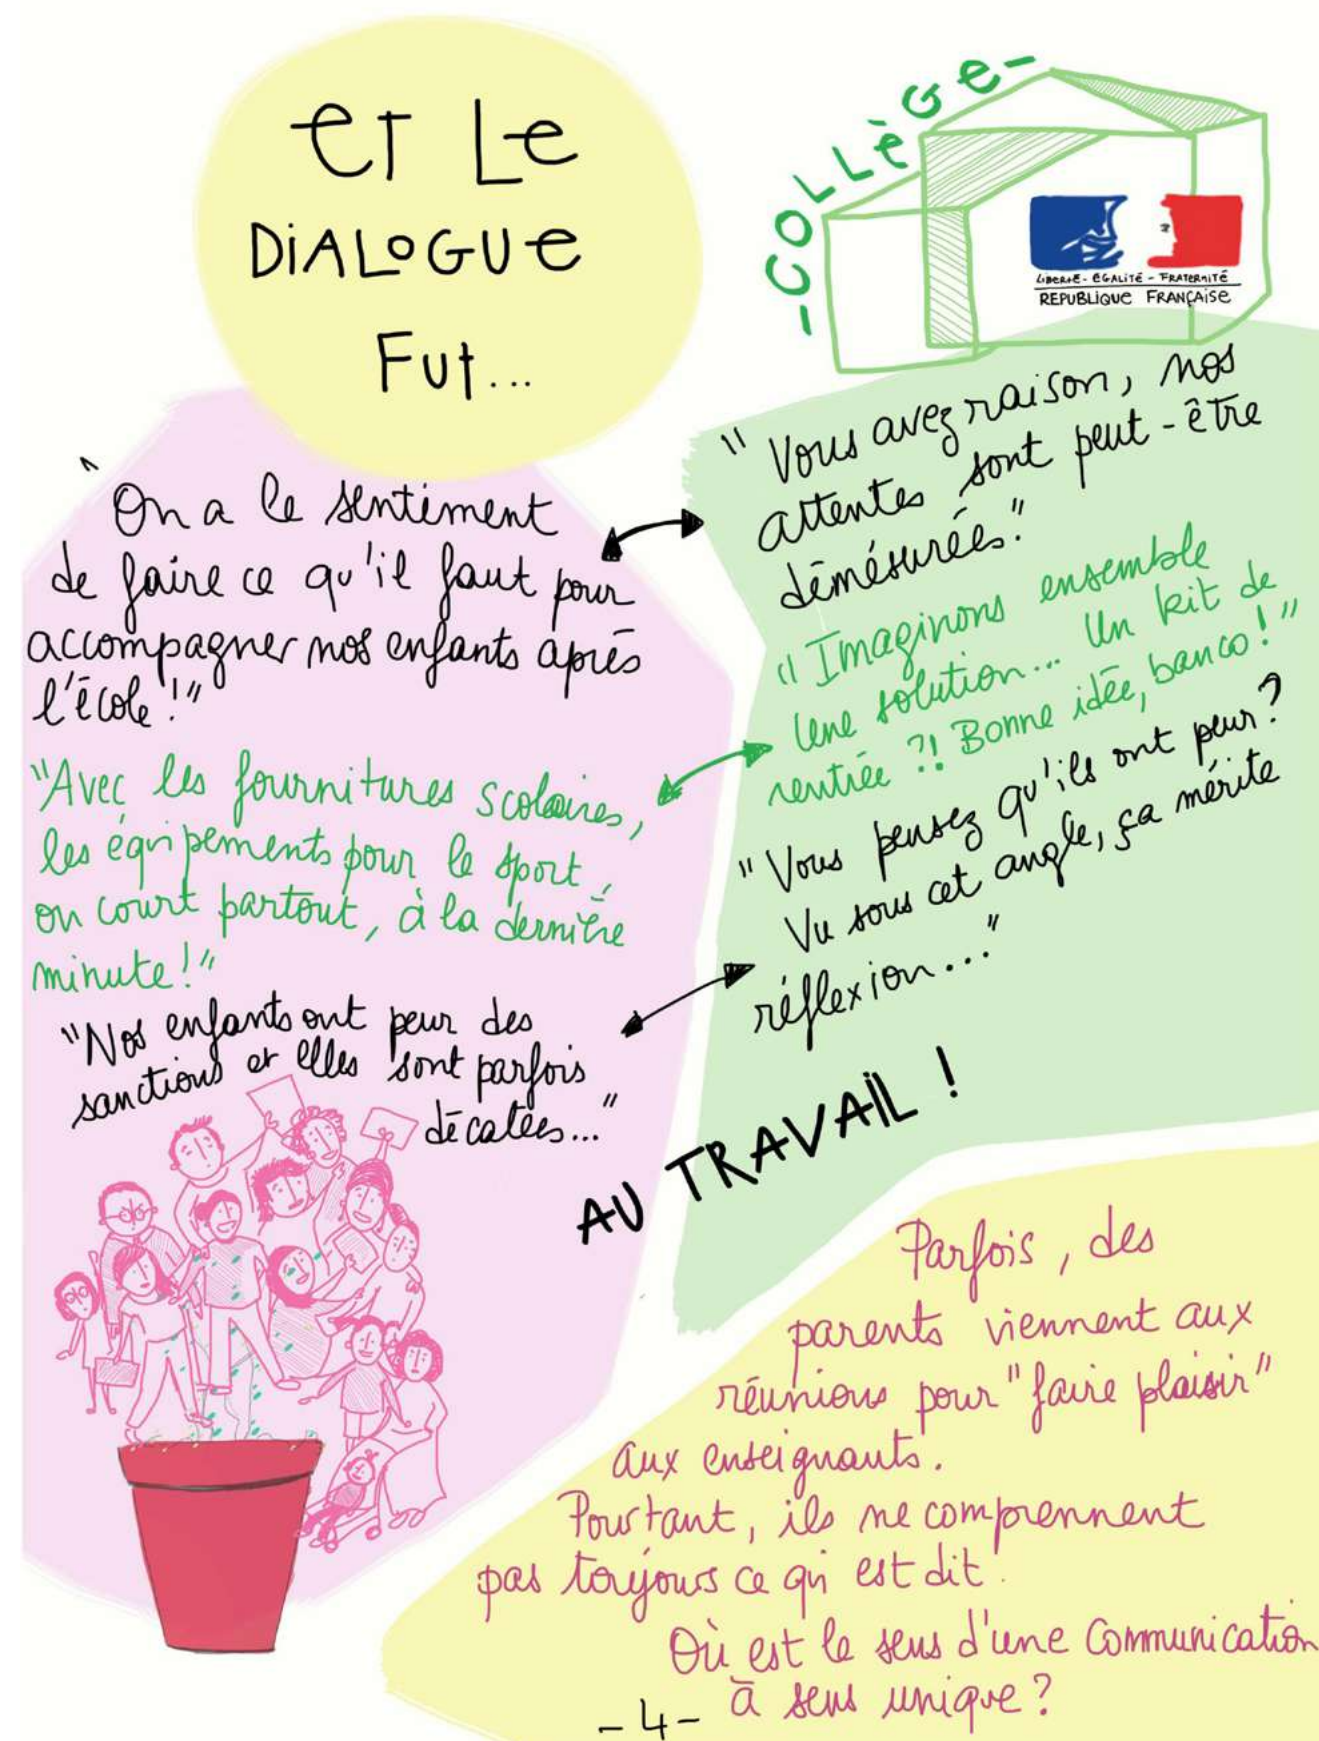 et Le
DiALOGUE
Fut...
-COLLèGe-
LIBERtE - EGALiTé - FRATERniTÉ
REPUBLiQUE FRANÇAiSE
"On a le sentiment
de faire ce qu'il faut pour
accompagner nos enfants après
l'école !"
"Avec les fournitures scolaires,
les équipements pour le sport,
on court partout, à la dernière
minute !"
"Nos enfants ont peur des
sanctions et elles sont parfois
décalées..."
"Vous avez raison, nos
attentes sont peut-être
démésurées."
"Imaginons ensemble
une solution... Un kit de
rentrée ?! Bonne idée, banco !"
"Vous pensez qu'ils ont peur ?
Vu sous cet angle, ça mérite
réflexion..."
AU TRAVAiL !
Parfois, des
parents viennent aux
réunions pour "faire plaisir"
aux enseignants.
Pourtant, ils ne comprennent
pas toujours ce qui est dit.
Où est le sens d'une Communication
à sens unique ?
- 4 -